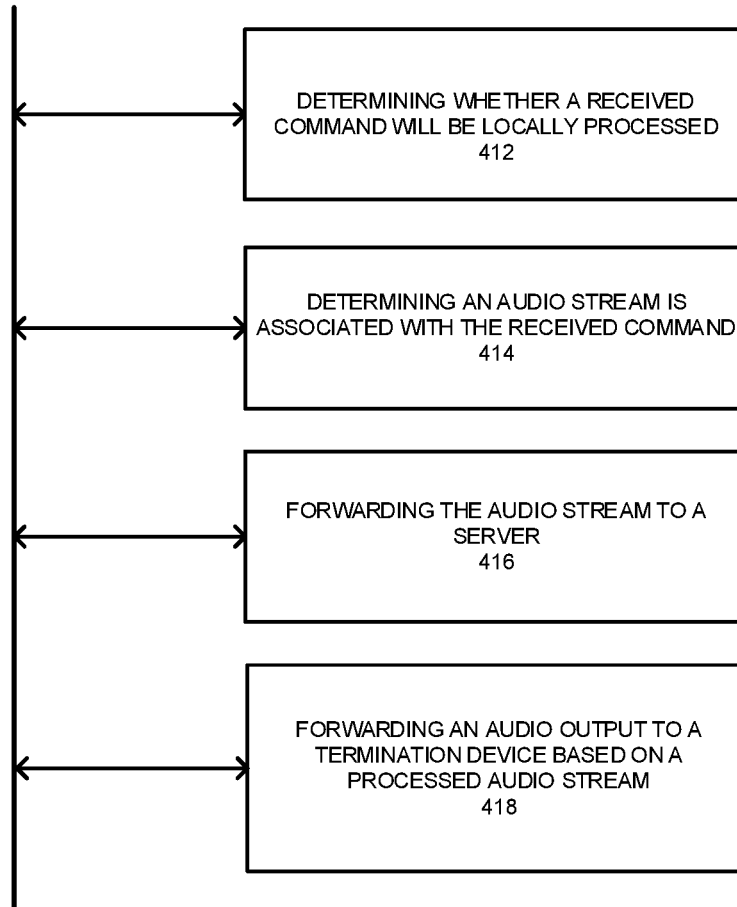 DETERMINING WHETHER A RECEIVED
COMMAND WILL BE LOCALLY PROCESSED
412
DETERMINING AN AUDIO STREAM IS
ASSOCIATED WITH THE RECEIVED COMMAND
414
FORWARDING THE AUDIO STREAM TO A
SERVER
416
FORWARDING AN AUDIO OUTPUT TO A
TERMINATION DEVICE BASED ON A
PROCESSED AUDIO STREAM
418